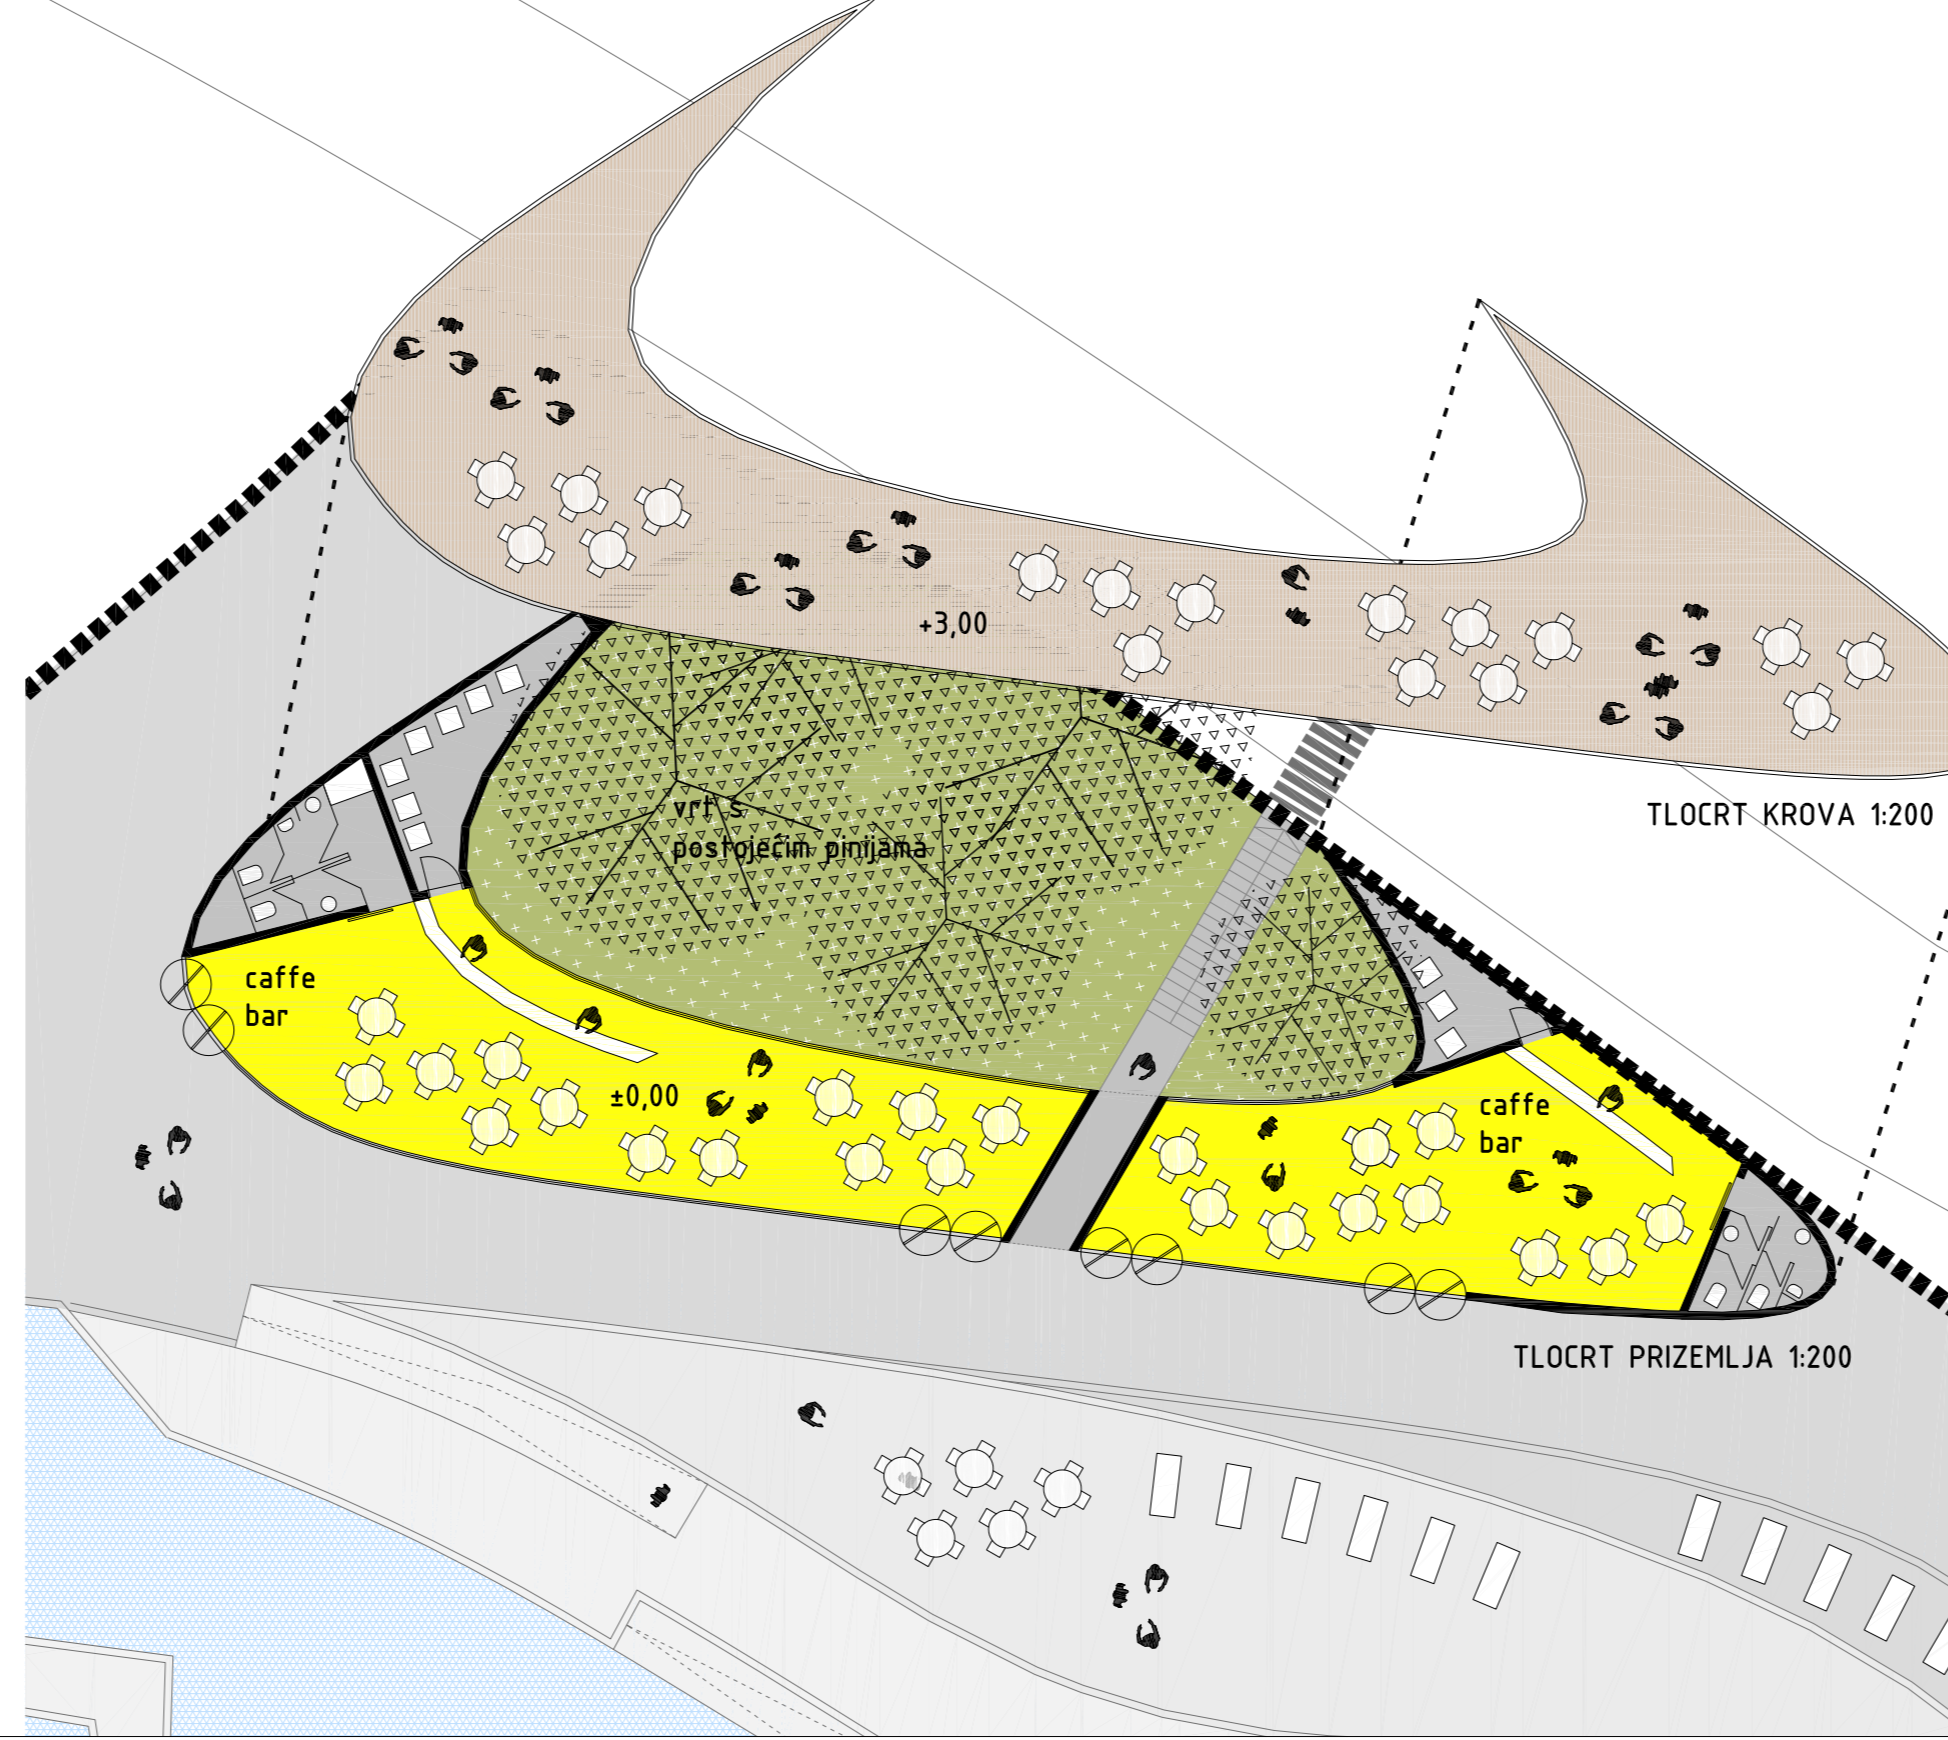 +3,00
TLOCRT KROVA 1:200
vrt s
postojećim pinijama
caffe
bar
±0,00
caffe
bar
TLOCRT PRIZEMLJA 1:200